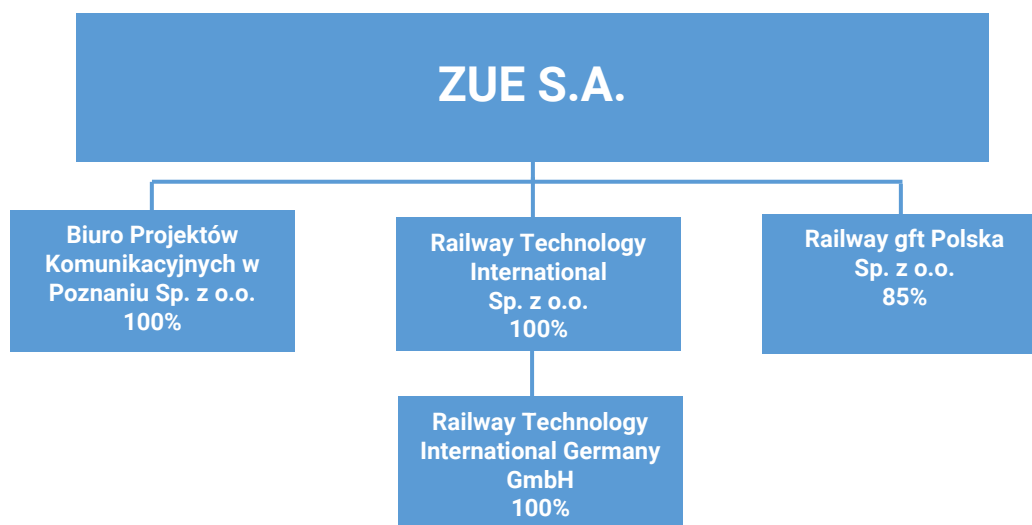 ZUE S.A.
Biuro Projektów
Komunikacyjnych w
Poznaniu Sp. z o.o.
100%
Railway Technology
International
Sp. z o.o.
100%
Railway gft Polska
Sp. z o.o.
85%
Railway Technology
International Germany
GmbH
100%